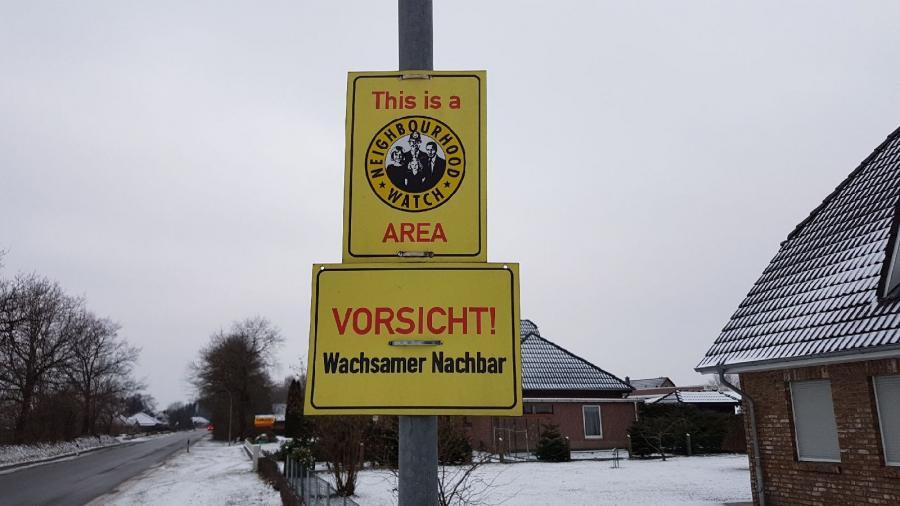 This is a
NEIGHBOURHOOD
WATCH
AREA
VORSICHT!
Wachsamer Nachbar